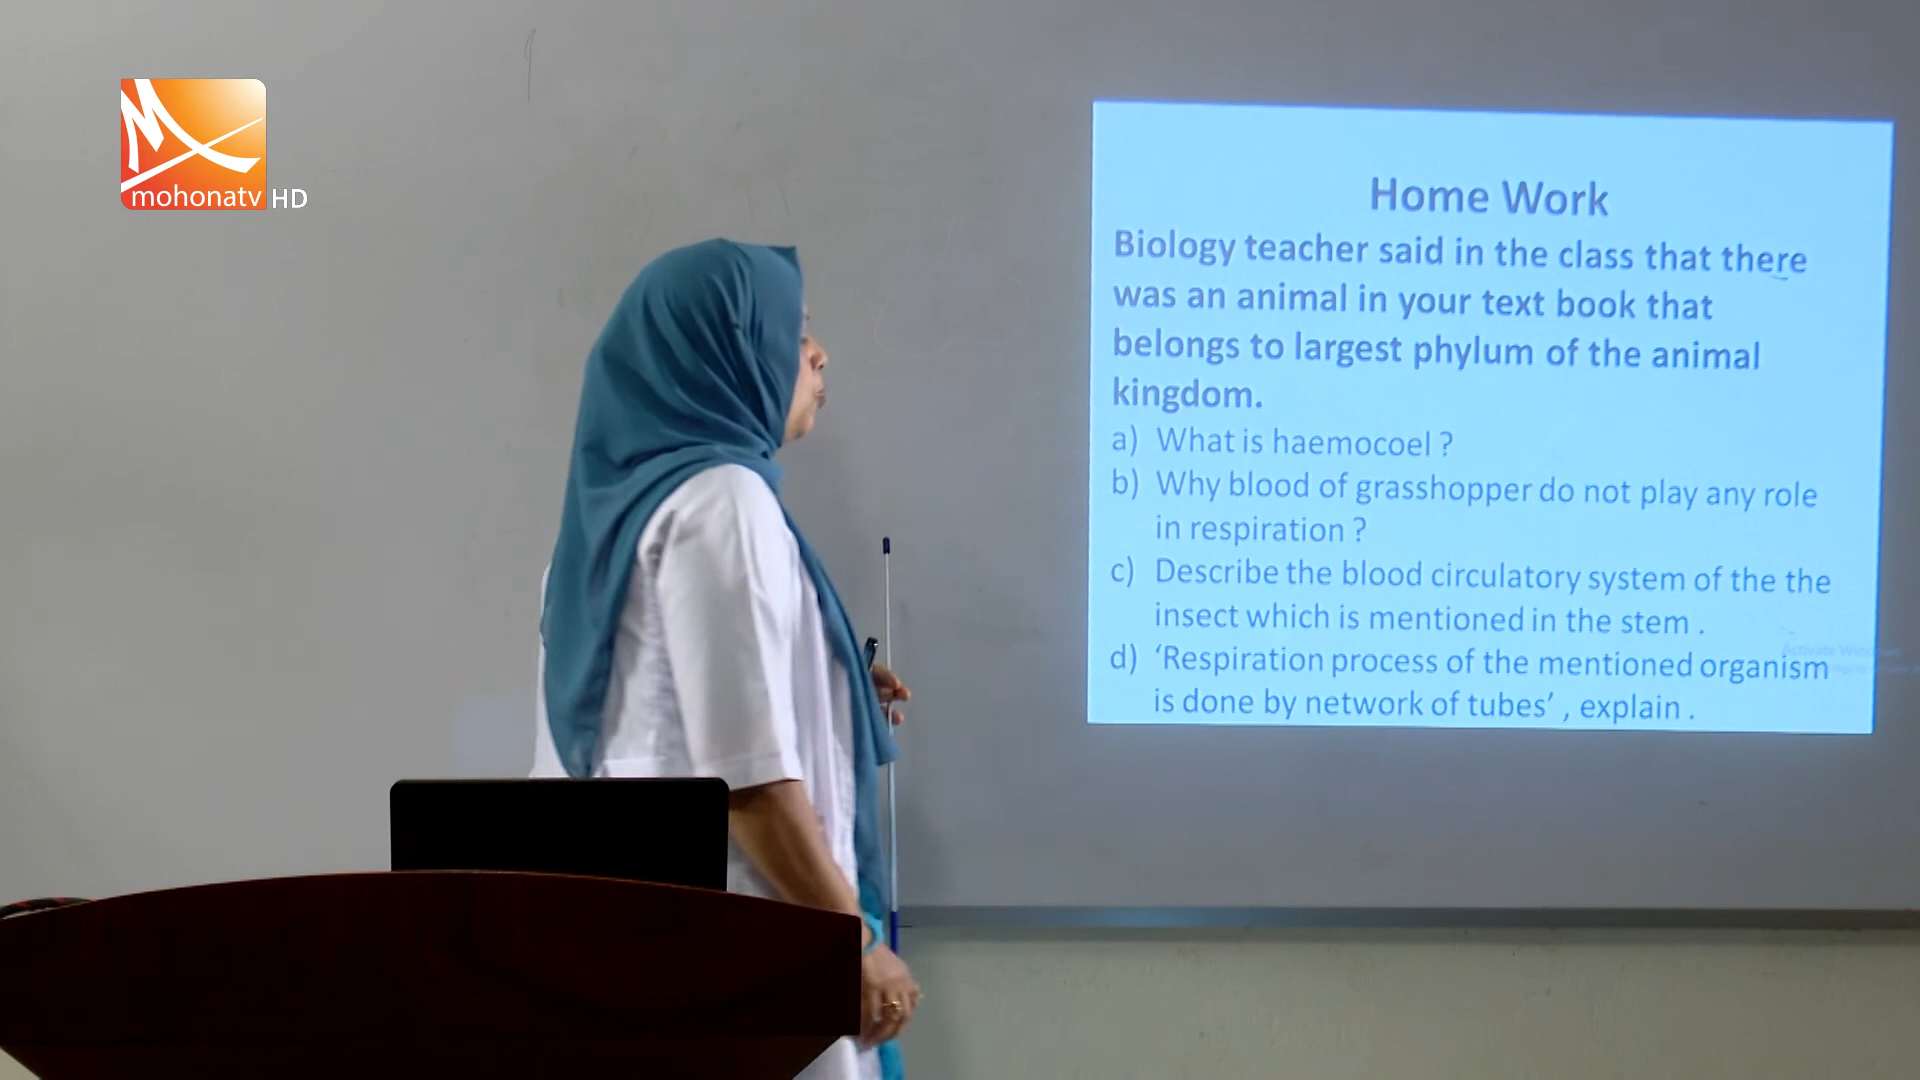 mohonatv HD
Home Work
Biology teacher said in the class that there
was an animal in your text book that
belongs to largest phylum of the animal
kingdom.
a) What is haemocoel ?
b) Why blood of grasshopper do not play any role
in respiration ?
c) Describe the blood circulatory system of the the
insect which is mentioned in the stem .
d) ‘Respiration process of the mentioned organism
is done by network of tubes’ , explain .
Activate Windows